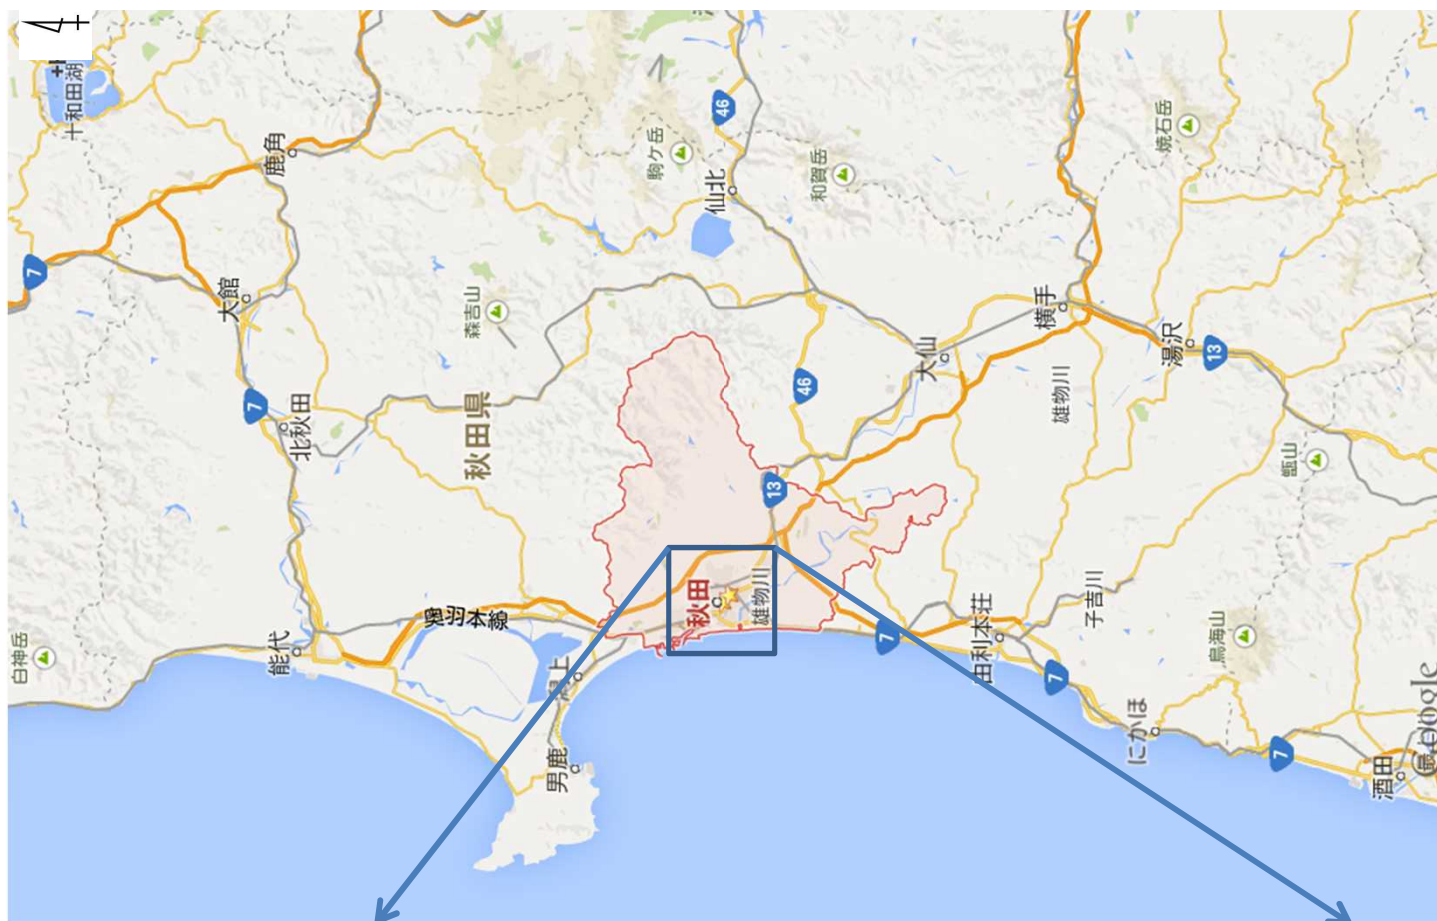 白神岳
7
十和田湖
大館
7
鹿角
能代
北秋田
奥羽本線
森吉山
秋田県
男鹿
潟上
駒ケ岳
秋田
仙北
46
雄物川
13
46
和賀岳
7
大仙
由利本荘
横手
7
雄物川
子吉川
にかほ
焼石岳
湯沢
13
鳥海山
7
甑山
酒田
Google